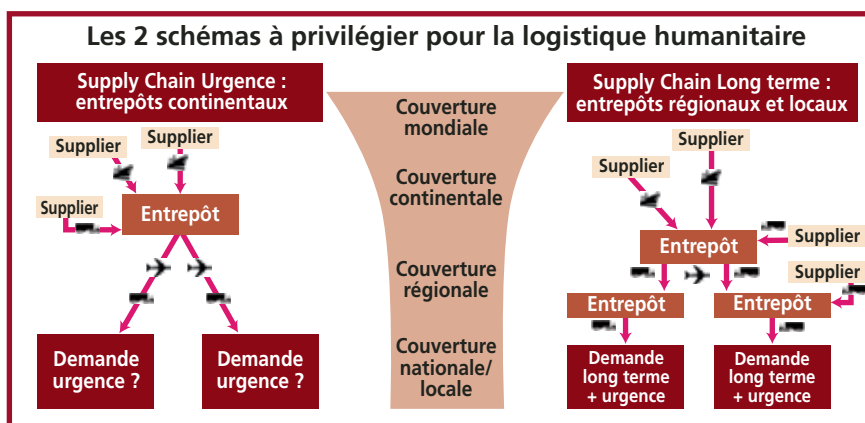 Les 2 schémas à privilégier pour la logistique humanitaire
Supply Chain Urgence :
entrepôts continentaux
Supplier
Supplier
Supplier
Entrepôt
Demande
urgence ?
Demande
urgence ?
Couverture
mondiale
Couverture
continentale
Couverture
régionale
Couverture
nationale/
locale
Supply Chain Long terme :
entrepôts régionaux et locaux
Supplier
Supplier
Entrepôt
Supplier
Supplier
Entrepôt
Entrepôt
Demande
long terme
+ urgence
Demande
long terme
+ urgence